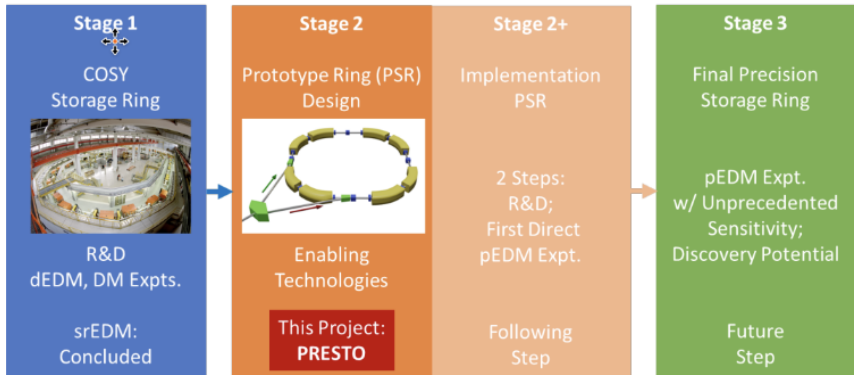 Stage 1
COSY
Storage Ring
R&D
dEDM, DM Expts.
srEDM:
Concluded
Stage 2
Prototype Ring (PSR)
Design
Enabling
Technologies
This Project:
PRESTO
Stage 2+
Implementation
PSR
2 Steps:
R&D;
First Direct
pEDM Expt.
Following
Step
Stage 3
Final Precision
Storage Ring
pEDM Expt.
w/ Unprecedented
Sensitivity;
Discovery Potential
Future
Step